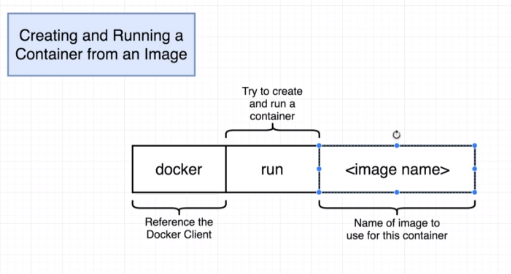 Creating and Running a
Container from an Image
Try to create
and run a
container
docker
run
<image name>
Reference the
Docker Client
Name of image to
use for this container